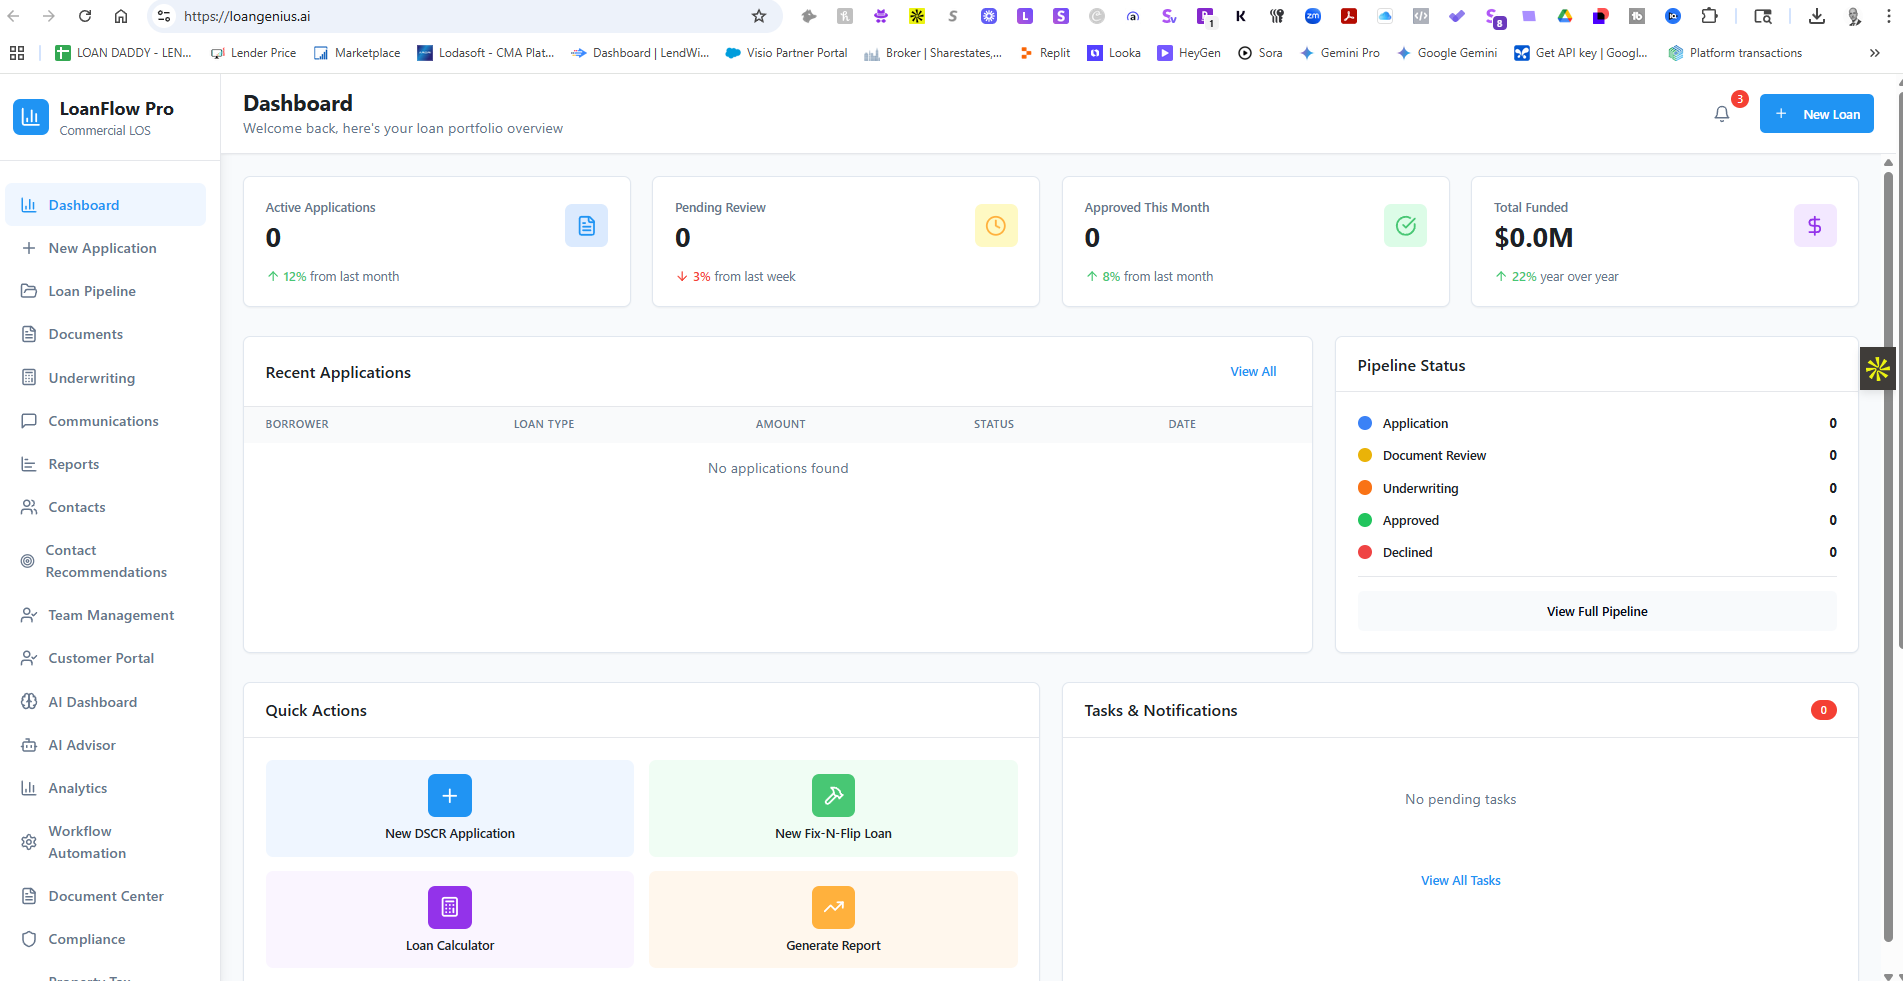 https://loangenius.ai
LOAN DADDY - LEN...
Lender Price
Marketplace
Lodasoft - CMA Plat...
Dashboard | LendWi...
Visio Partner Portal
Broker | Sharestates,...
Replit
Looka
HeyGen
Sora
Gemini Pro
Google Gemini
Get API key | Googl...
Platform transactions
LoanFlow Pro
Commercial LOS
Dashboard
New Application
Loan Pipeline
Documents
Underwriting
Communications
Reports
Contacts
Contact
Recommendations
Team Management
Customer Portal
AI Dashboard
AI Advisor
Analytics
Workflow
Automation
Document Center
Compliance
Dashboard
Welcome back, here's your loan portfolio overview
3
New Loan
Active Applications
0
12% from last month
Pending Review
0
3% from last week
Approved This Month
0
8% from last month
Total Funded
$0.0M
22% year over year
Recent Applications
View All
BORROWER LOAN TYPE AMOUNT STATUS DATE
No applications found
Pipeline Status
Application 0
Document Review 0
Underwriting 0
Approved 0
Declined 0
View Full Pipeline
Quick Actions
New DSCR Application
New Fix-N-Flip Loan
Loan Calculator
Generate Report
Tasks & Notifications
0
No pending tasks
View All Tasks